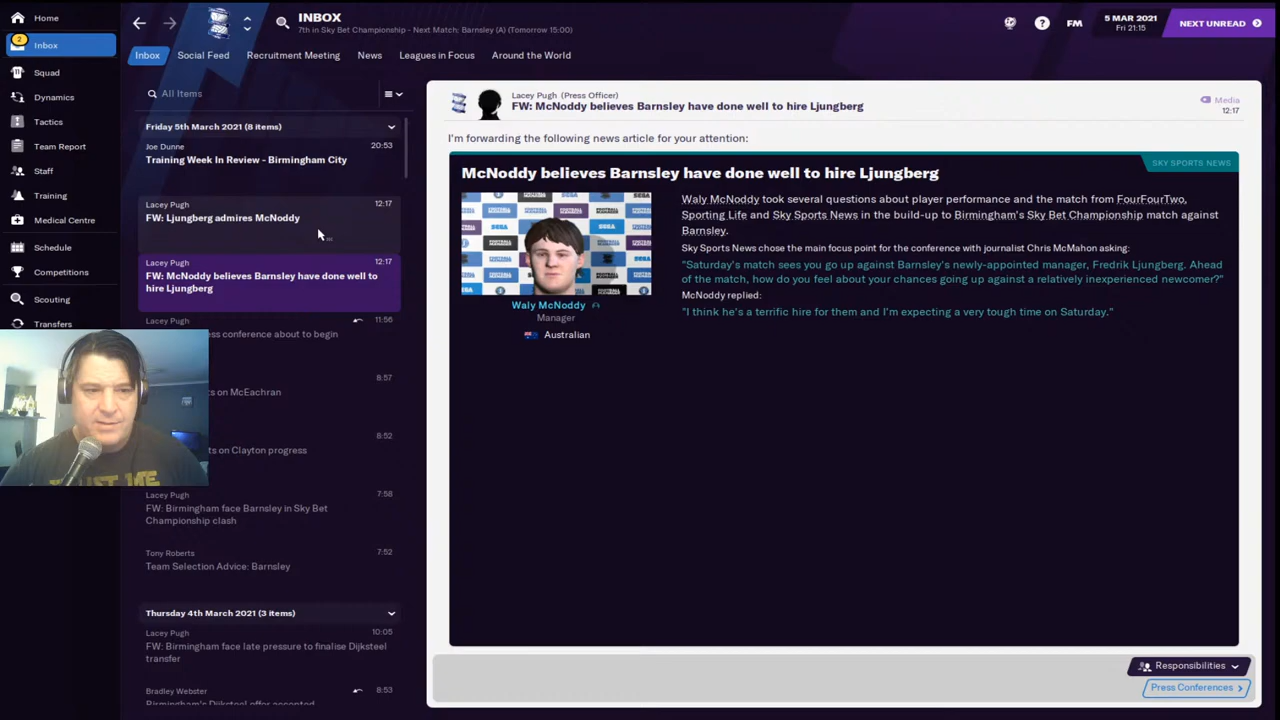 Home
INBOX
7th in Sky Bet Championship - Next Match: Barnsley (A) (Tomorrow 15:00)
FM
5 MAR 2021
Fri 21:15
NEXT UNREAD
2
Inbox
Squad
Dynamics
Tactics
Team Report
Staff
Training
Medical Centre
Schedule
Competitions
Scouting
Transfers
Inbox
Social Feed
Recruitment Meeting
News
Leagues in Focus
Around the World
All Items
Friday 5th March 2021 (8 items)
Joe Dunne
20:53
Training Week In Review - Birmingham City
Lacey Pugh
12:17
FW: Ljungberg admires McNoddy
Lacey Pugh
12:17
FW: McNoddy believes Barnsley have done well to
hire Ljungberg
Lacey Pugh
11:56
ess conference about to begin
8:57
ts on McEachran
8:52
ts on Clayton progress
Lacey Pugh
7:58
FW: Birmingham face Barnsley in Sky Bet
Championship clash
Tony Roberts
7:52
Team Selection Advice: Barnsley
Thursday 4th March 2021 (3 items)
Lacey Pugh
10:05
FW: Birmingham face late pressure to finalise Dijksteel
transfer
Bradley Webster
8:53
Birmingham's Dijksteel offer accepted
Lacey Pugh (Press Officer)
FW: McNoddy believes Barnsley have done well to hire Ljungberg
Media
12:17
I'm forwarding the following news article for your attention:
SKY SPORTS NEWS
McNoddy believes Barnsley have done well to hire Ljungberg
SEGA
Waly McNoddy
Manager
Australian
Waly McNoddy took several questions about player performance and the match from FourFourTwo,
Sporting Life and Sky Sports News in the build-up to Birmingham's Sky Bet Championship match against
Barnsley.
Sky Sports News chose the main focus point for the conference with journalist Chris McMahon asking:
"Saturday's match sees you go up against Barnsley's newly-appointed manager, Fredrik Ljungberg. Ahead
of the match, how do you feel about your chances going up against a relatively inexperienced newcomer?"
McNoddy replied:
"I think he's a terrific hire for them and I'm expecting a very tough time on Saturday."
Responsibilities
Press Conferences